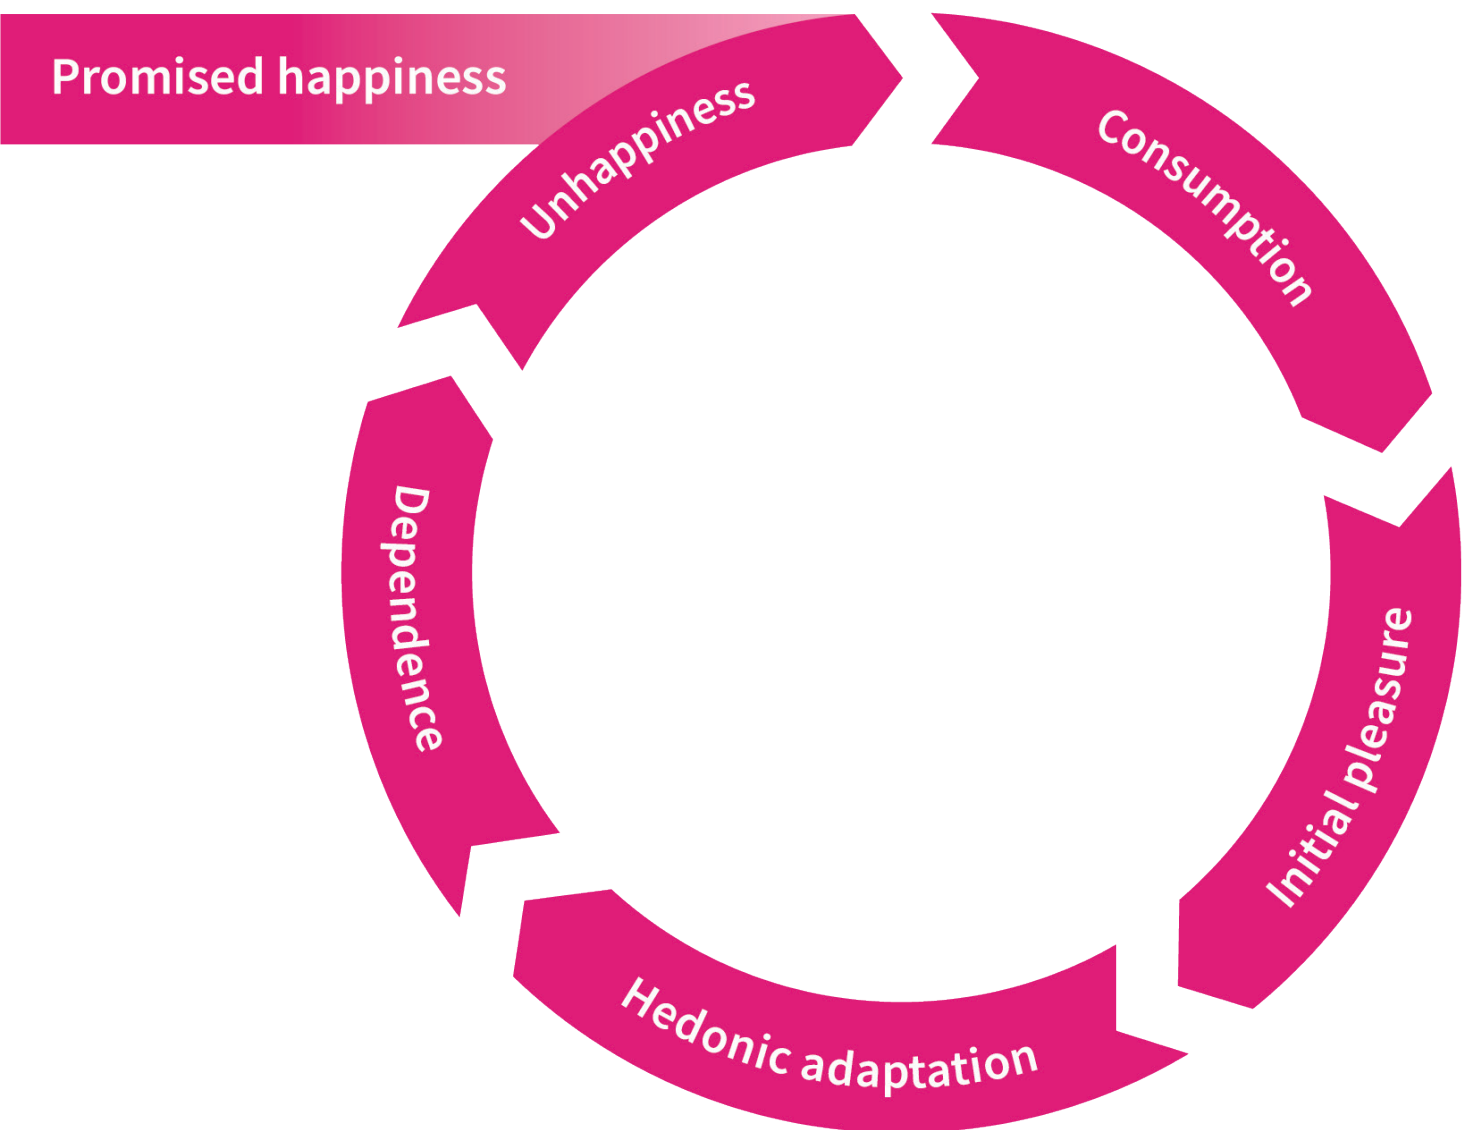 Promised happiness
Unhappiness
Consumption
Initial pleasure
Hedonic adaptation
Dependence